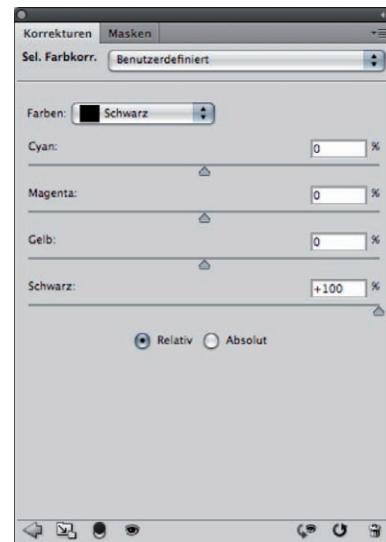 Korrekturen Masken
Sel. Farbkorr. Benutzerdefiniert
Farben: Schwarz
Cyan: 0 %
Magenta: 0 %
Gelb: 0 %
Schwarz: +100 %
Relativ Absolut